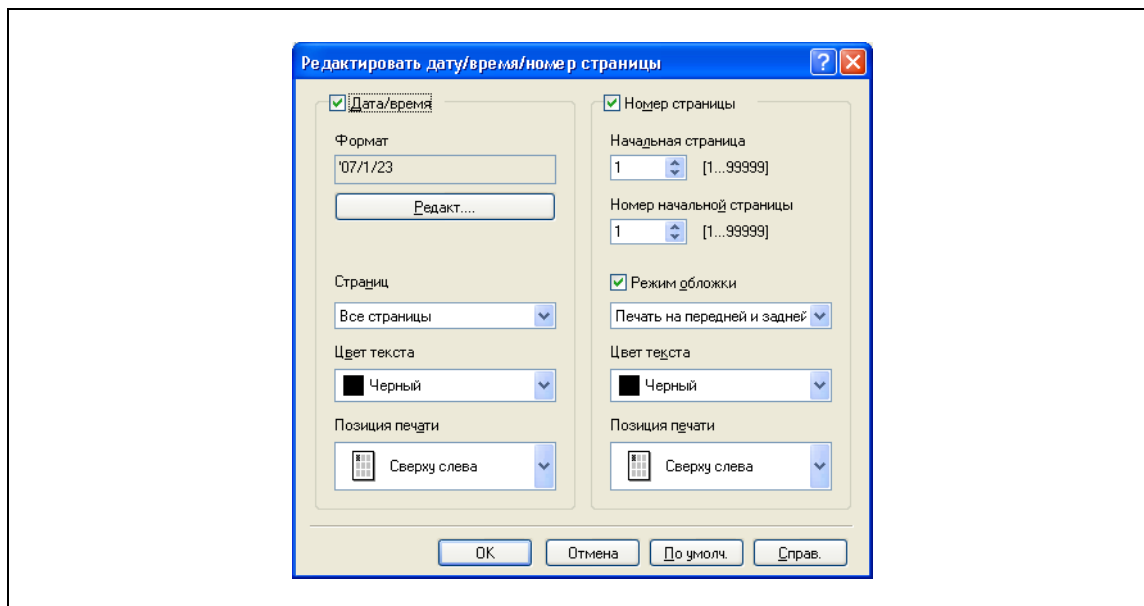 Редактировать дату/время/номер страницы
Дата/время
Формат
'07/1/23
Редакт....
Страниц
Все страницы
Цвет текста
Черный
Позиция печати
Сверху слева
Номер страницы
Начальная страница
1 [1...99999]
Номер начальной страницы
1 [1...99999]
Режим обложки
Печать на передней и задней
Цвет текста
Черный
Позиция печати
Сверху слева
OK Отмена По умолч. Справ.